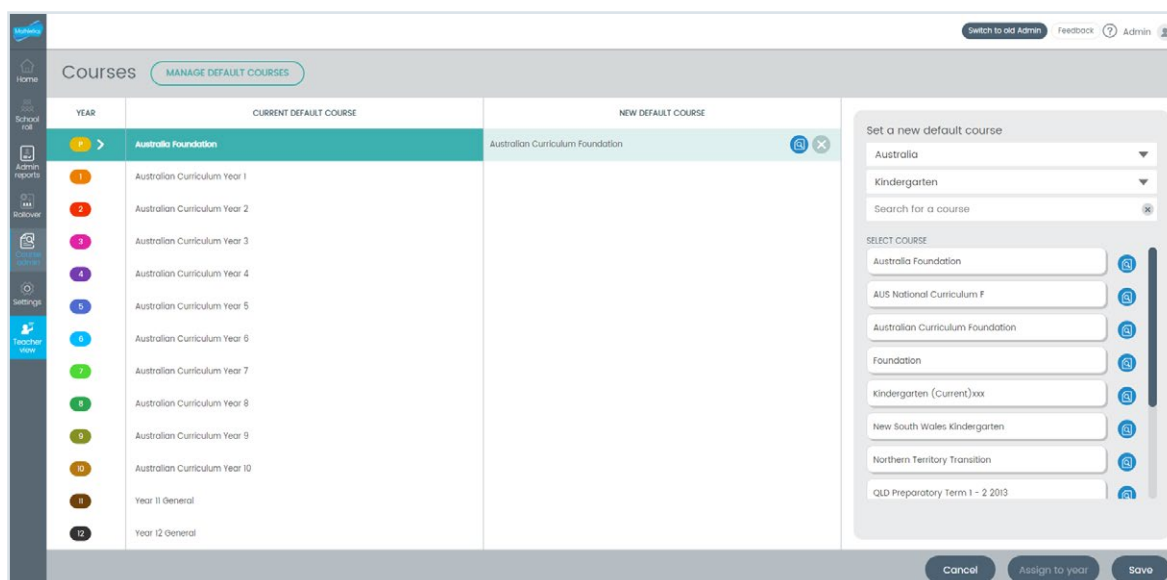 Mathletics
Switch to old Admin Feedback ? Admin
Home
School roll
Admin reports
Rollover
Course admin
Settings
Teacher view
Courses MANAGE DEFAULT COURSES
YEAR CURRENT DEFAULT COURSE NEW DEFAULT COURSE
P Australia Foundation Australian Curriculum Foundation
1 Australian Curriculum Year 1
2 Australian Curriculum Year 2
3 Australian Curriculum Year 3
4 Australian Curriculum Year 4
5 Australian Curriculum Year 5
6 Australian Curriculum Year 6
7 Australian Curriculum Year 7
8 Australian Curriculum Year 8
9 Australian Curriculum Year 9
10 Australian Curriculum Year 10
11 Year 11 General
12 Year 12 General
Set a new default course
Australia
Kindergarten
Search for a course
SELECT COURSE
Australia Foundation
AUS National Curriculum F
Australian Curriculum Foundation
Foundation
Kindergarten (Current)xxx
New South Wales Kindergarten
Northern Territory Transition
QLD Preparatory Term 1 - 2 2013
Cancel Assign to year Save